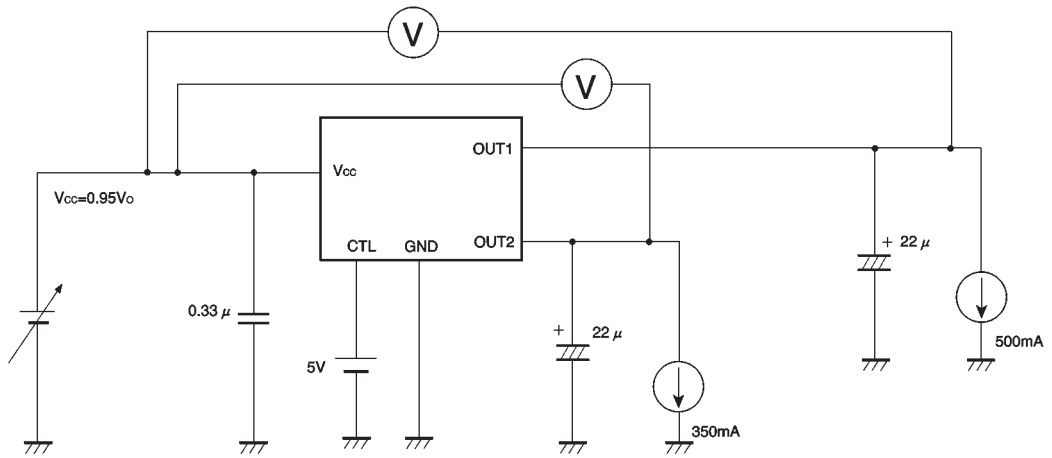 V
V
OUT1
Vcc
Vcc=0.95Vo
CTL
GND
OUT2
+ 22 μ
0.33 μ
+ 22 μ
5V
500mA
350mA